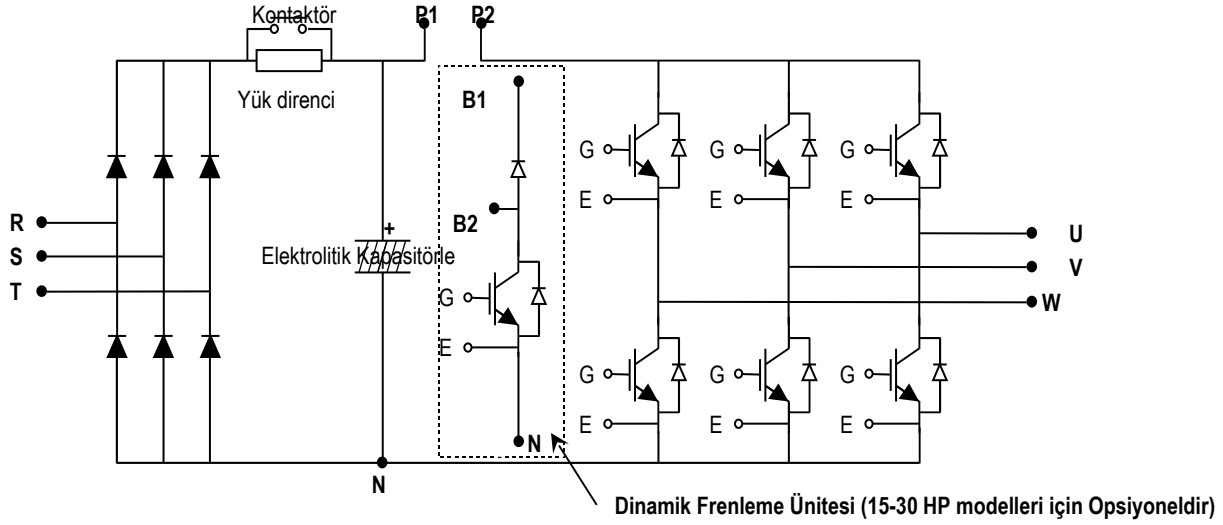 Kontaktör
P1 P2
Yük direnci
B1
B2
R
S
T
+
Elektrolitik Kapasitörle
G
E
N
N
G G G
E E E
U
V
W
G G G
E E E
Dinamik Frenleme Ünitesi (15-30 HP modelleri için Opsiyoneldir)